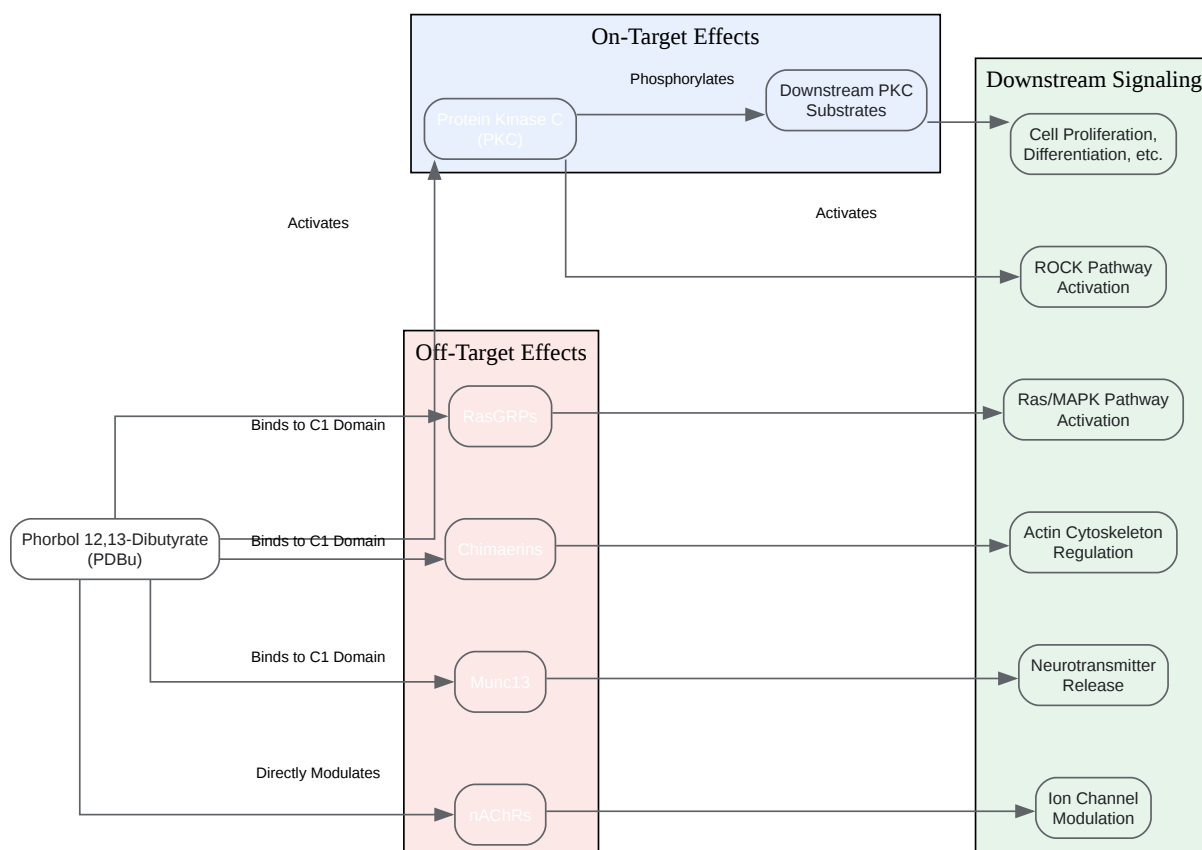 On-Target Effects
Phosphorylates
Downstream PKC
Substrates
Protein Kinase C
(PKC)
Downstream Signaling
Cell Proliferation,
Differentiation, etc.
Activates
Activates
ROCK Pathway
Activation
Off-Target Effects
RasGRPs
Binds to C1 Domain
Ras/MAPK Pathway
Activation
Phorbol 12,13-Dibutyrate
(PDBu)
Binds to C1 Domain
Chimaerins
Actin Cytoskeleton
Regulation
Binds to C1 Domain
Munc13
Neurotransmitter
Release
Directly Modulates
nAChRs
Ion Channel
Modulation